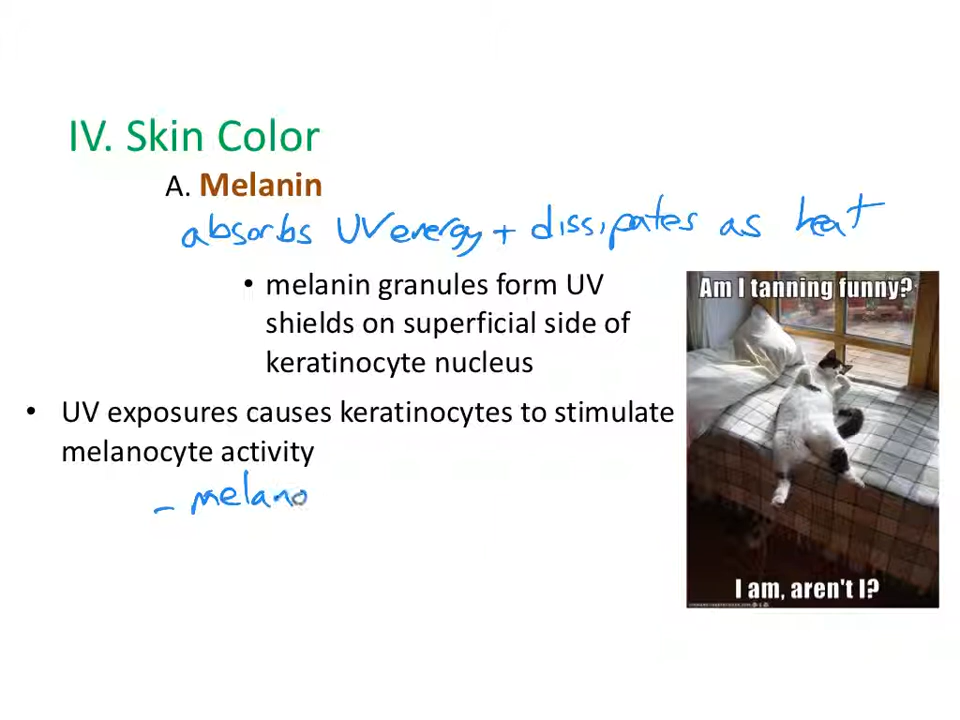 IV. Skin Color
A. Melanin
absorbs UV energy + dissipates as heat
• melanin granules form UV
shields on superficial side of
keratinocyte nucleus
• UV exposures causes keratinocytes to stimulate
melanocyte activity
- melano
Am I tanning funny?
I am, aren't I?